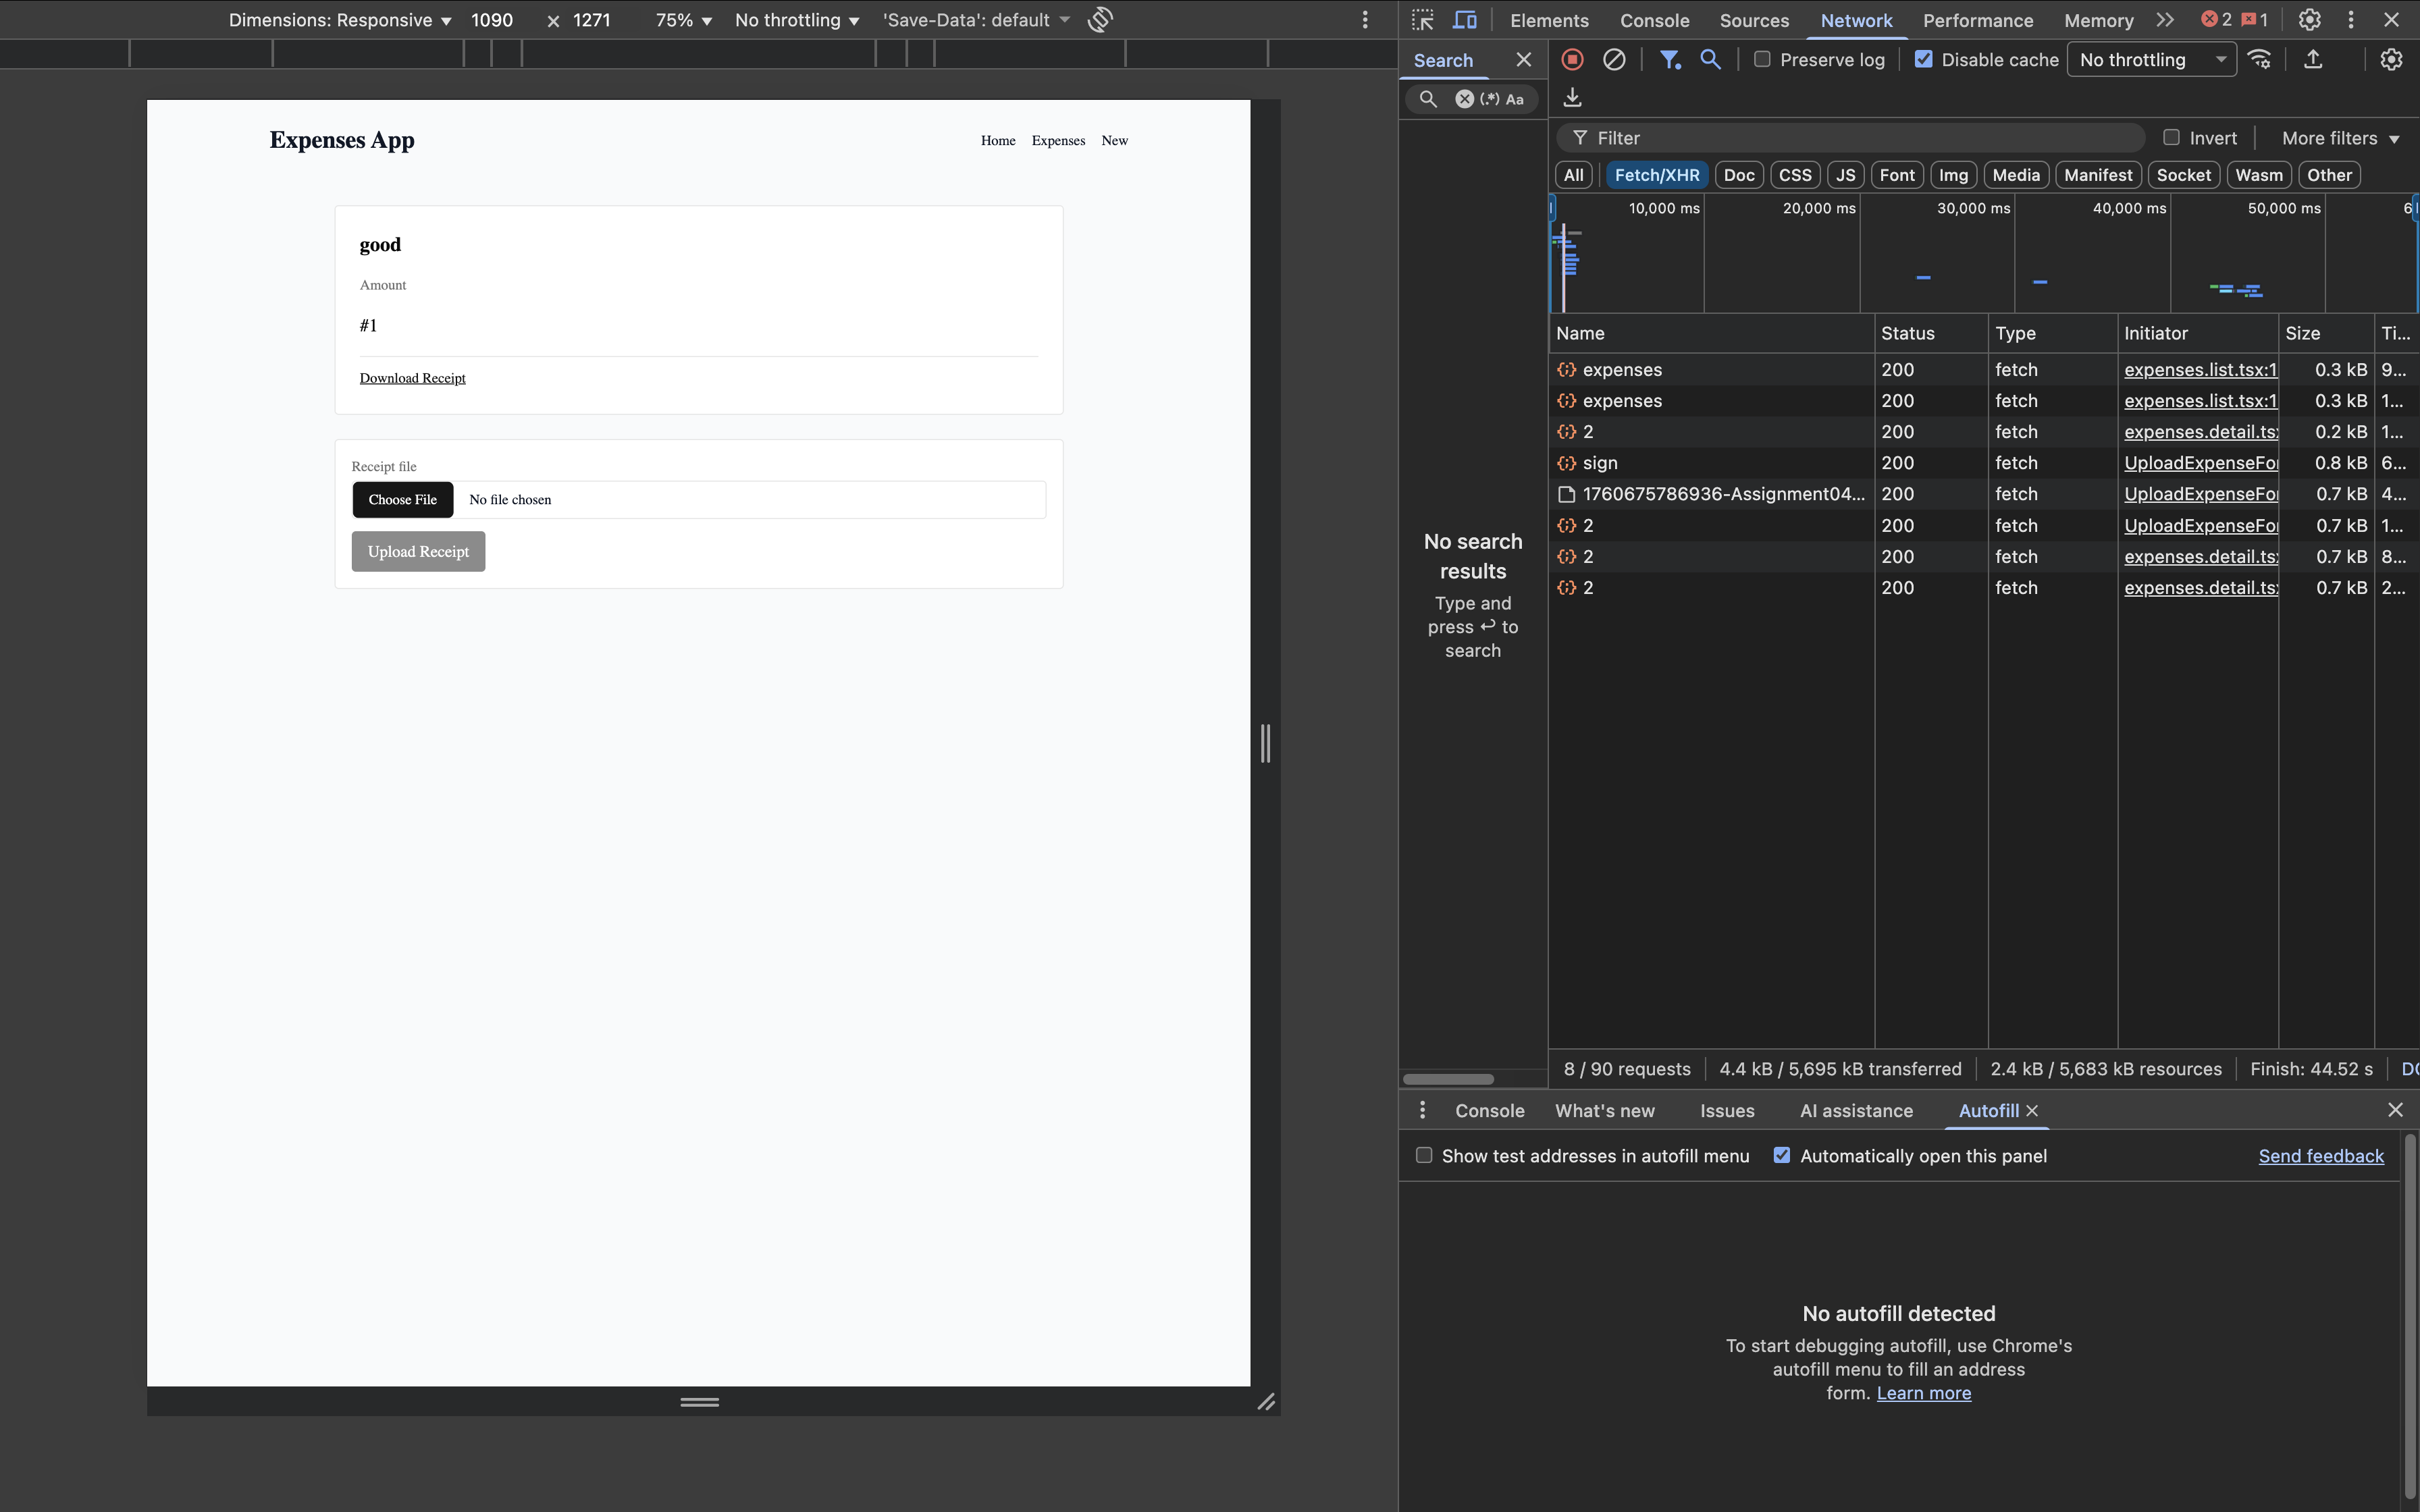 Dimensions: Responsive ▼ 1090 × 1271 75% ▼ No throttling ▼ 'Save-Data': default ▼
Elements Console Sources Network Performance Memory 2 1
Expenses App
Home Expenses New
good
Amount
#1
Download Receipt
Receipt file
Choose File No file chosen
Upload Receipt
Search
(.*) Aa
No search
results
Type and
press ↩ to
search
Preserve log Disable cache No throttling
Filter Invert More filters ▼
All Fetch/XHR Doc CSS JS Font Img Media Manifest Socket Wasm Other
10,000 ms 20,000 ms 30,000 ms 40,000 ms 50,000 ms 6
Name Status Type Initiator Size Ti...
expenses 200 fetch expenses.list.tsx:1 0.3 kB 9...
expenses 200 fetch expenses.list.tsx:1 0.3 kB 1...
2 200 fetch expenses.detail.ts 0.2 kB 1...
sign 200 fetch UploadExpenseFo 0.8 kB 6...
1760675786936-Assignment04... 200 fetch UploadExpenseFo 0.7 kB 4...
2 200 fetch UploadExpenseFo 0.7 kB 1...
2 200 fetch expenses.detail.ts 0.7 kB 8...
2 200 fetch expenses.detail.ts 0.7 kB 2...
8 / 90 requests 4.4 kB / 5,695 kB transferred 2.4 kB / 5,683 kB resources Finish: 44.52 s
Console What's new Issues AI assistance Autofill
Show test addresses in autofill menu Automatically open this panel Send feedback
No autofill detected
To start debugging autofill, use Chrome's
autofill menu to fill an address
form. Learn more